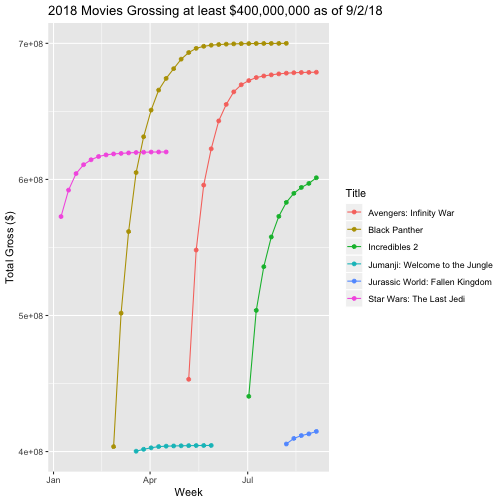 2018 Movies Grossing at least $400,000,000 as of 9/2/18
7e+08
6e+08
5e+08
4e+08
Total Gross ($)
Jan
Apr
Jul
Week
Title
Avengers: Infinity War
Black Panther
Incredibles 2
Jumanji: Welcome to the Jungle
Jurassic World: Fallen Kingdom
Star Wars: The Last Jedi